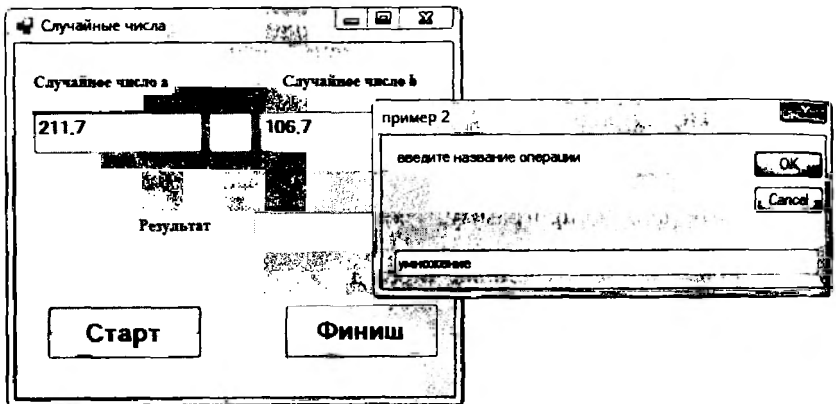 Случайные числа
Случайное число a
Случайное число b
211,7
106,7
Результат
Старт
Финиш
пример 2
введите название операции
OK
Cancel
умножение